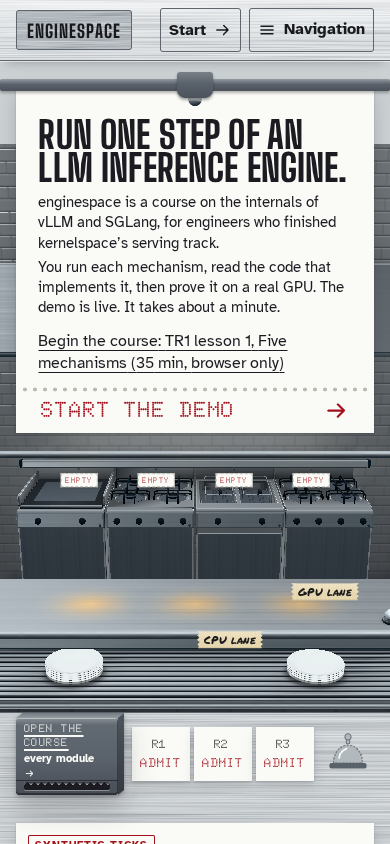 ENGINESPACE
Start →
Navigation
RUN ONE STEP OF AN
LLM INFERENCE ENGINE.
enginespace is a course on the internals of
vLLM and SGLang, for engineers who finished
kernelspace’s serving track.
You run each mechanism, read the code that
implements it, then prove it on a real GPU. The
demo is live. It takes about a minute.
Begin the course: TR1 lesson 1, Five
mechanisms (35 min, browser only)
START THE DEMO →
EMPTY EMPTY EMPTY EMPTY
GPU LANE
CPU LANE
OPEN THE
COURSE
every module
→
R1 R2 R3
ADMIT ADMIT ADMIT
SYNTHETIC TICKS